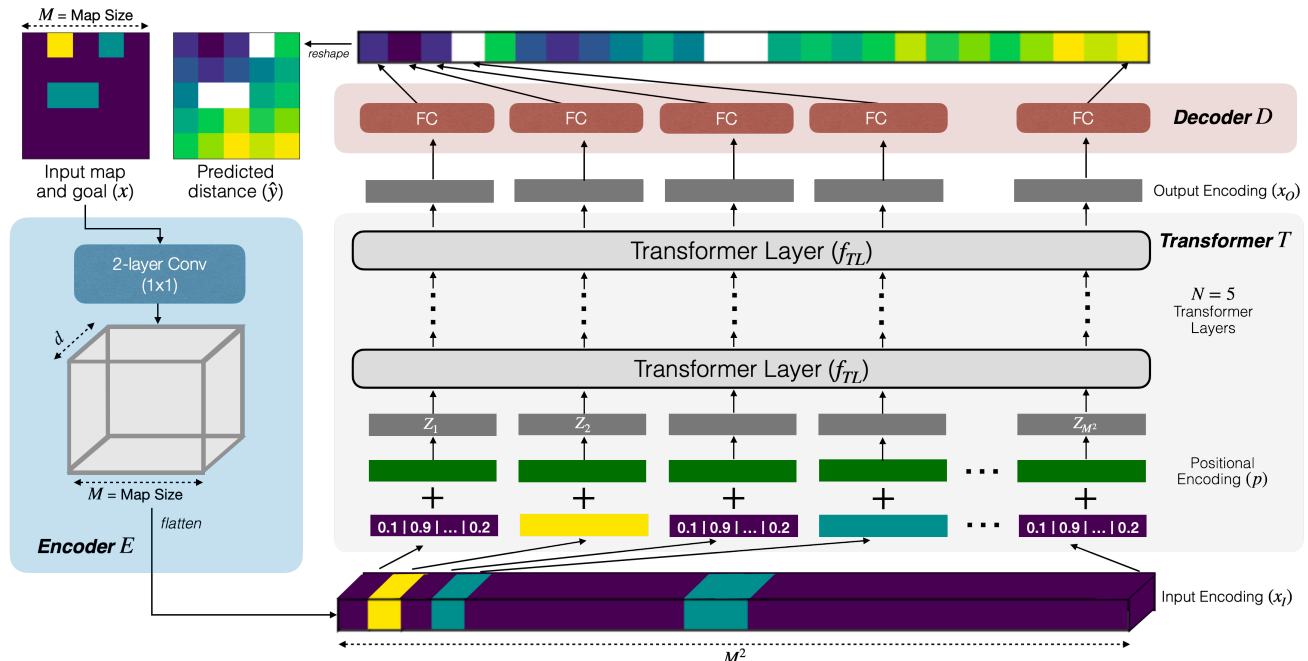 M = Map Size
reshape
Input map
and goal (x)
Predicted
distance (ŷ)
FC
FC
FC
FC
FC
Decoder D
Output Encoding (x_O)
2-layer Conv
(1x1)
d
M = Map Size
flatten
Encoder E
Transformer Layer (f_TL)
Transformer T
N = 5
Transformer
Layers
Transformer Layer (f_TL)
Z_1
Z_2
Z_M²
Positional
Encoding (p)
+
+
+
+
+
0.1 | 0.9 | ... | 0.2
0.1 | 0.9 | ... | 0.2
0.1 | 0.9 | ... | 0.2
Input Encoding (x_I)
M²